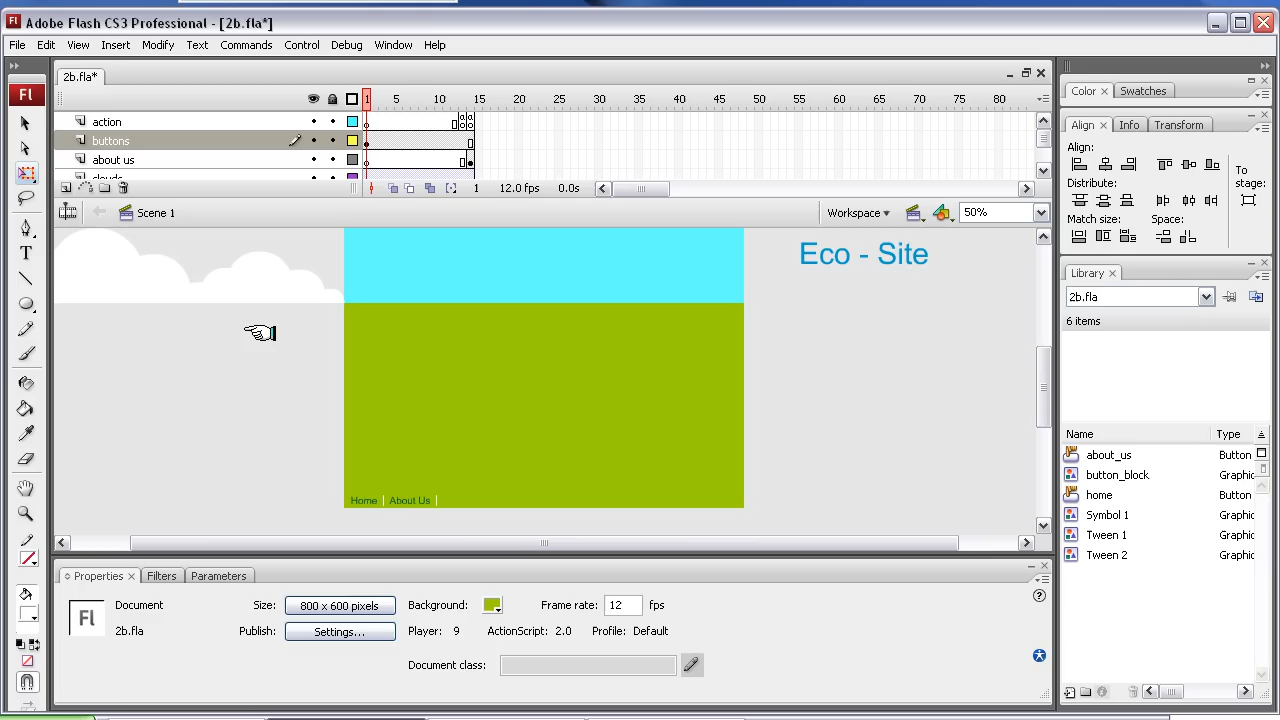 Adobe Flash CS3 Professional - [2b.fla*]
File Edit View Insert Modify Text Commands Control Debug Window Help
2b.fla*
Fl
1 5 10 15 20 25 30 35 40 45 50 55 60 65 70 75 80
action
buttons
about us
clouds
1 12.0 fps 0.0s
Scene 1
Workspace
50%
Eco - Site
Home About Us
Properties Filters Parameters
Fl
Document
2b.fla
Size: 800 x 600 pixels Background: Frame rate: 12 fps
Publish: Settings... Player: 9 ActionScript: 2.0 Profile: Default
Document class:
Color Swatches
Align Info Transform
Align:
To stage:
Distribute:
Match size: Space:
Library
2b.fla
6 items
Name Type
about_us Button
button_block Graphic
home Button
Symbol 1 Graphic
Tween 1 Graphic
Tween 2 Graphic